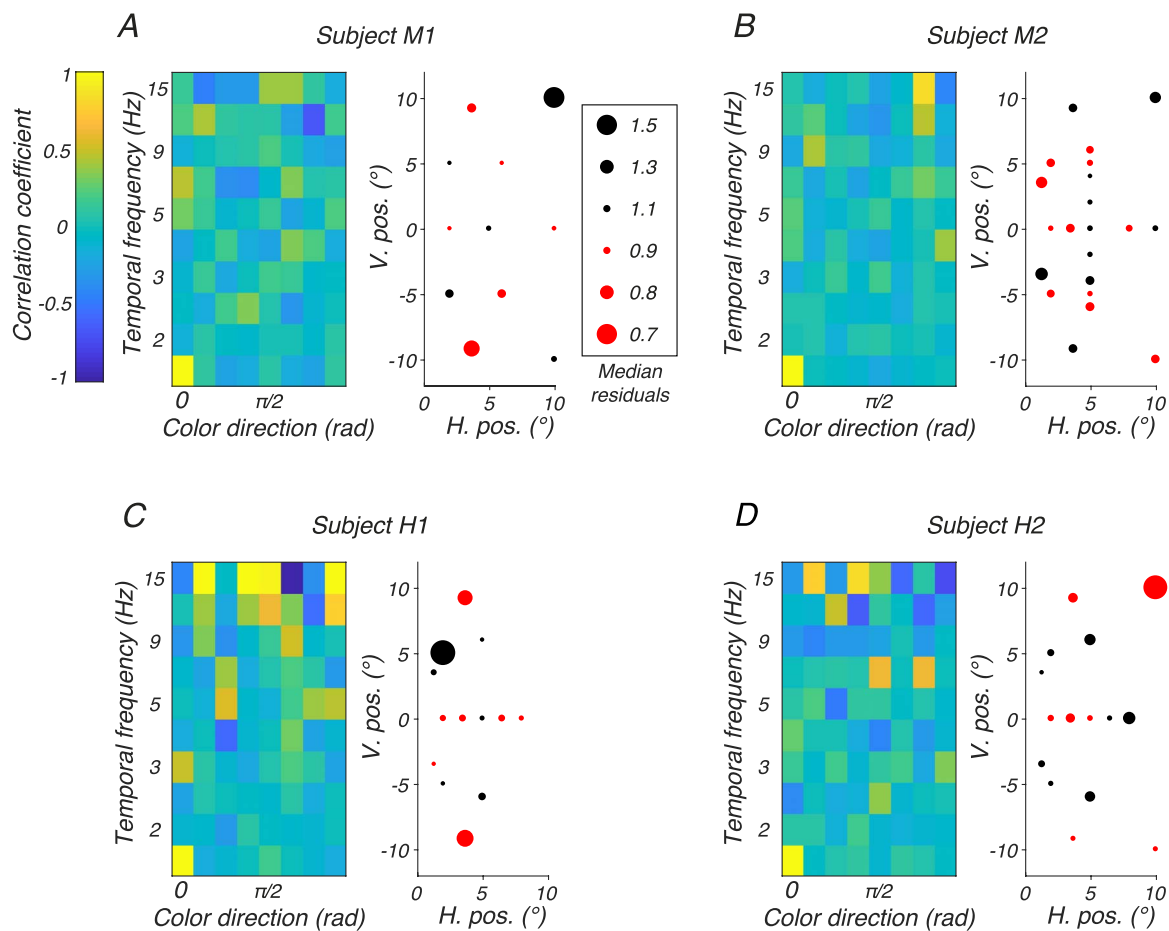 A
Subject M1
Correlation coefficient
1
0.5
0
-0.5
-1
Temporal frequency (Hz)
15
9
5
3
2
0
π/2
Color direction (rad)
V. pos. (°)
10
5
0
-5
-10
0
5
10
H. pos. (°)
1.5
1.3
1.1
0.9
0.8
0.7
Median
residuals
B
Subject M2
Temporal frequency (Hz)
15
9
5
3
2
0
π/2
Color direction (rad)
V. pos. (°)
10
5
0
-5
-10
0
5
10
H. pos. (°)
C
Subject H1
Temporal frequency (Hz)
15
9
5
3
2
0
π/2
Color direction (rad)
V. pos. (°)
10
5
0
-5
-10
0
5
10
H. pos. (°)
D
Subject H2
Temporal frequency (Hz)
15
9
5
3
2
0
π/2
Color direction (rad)
V. pos. (°)
10
5
0
-5
-10
0
5
10
H. pos. (°)